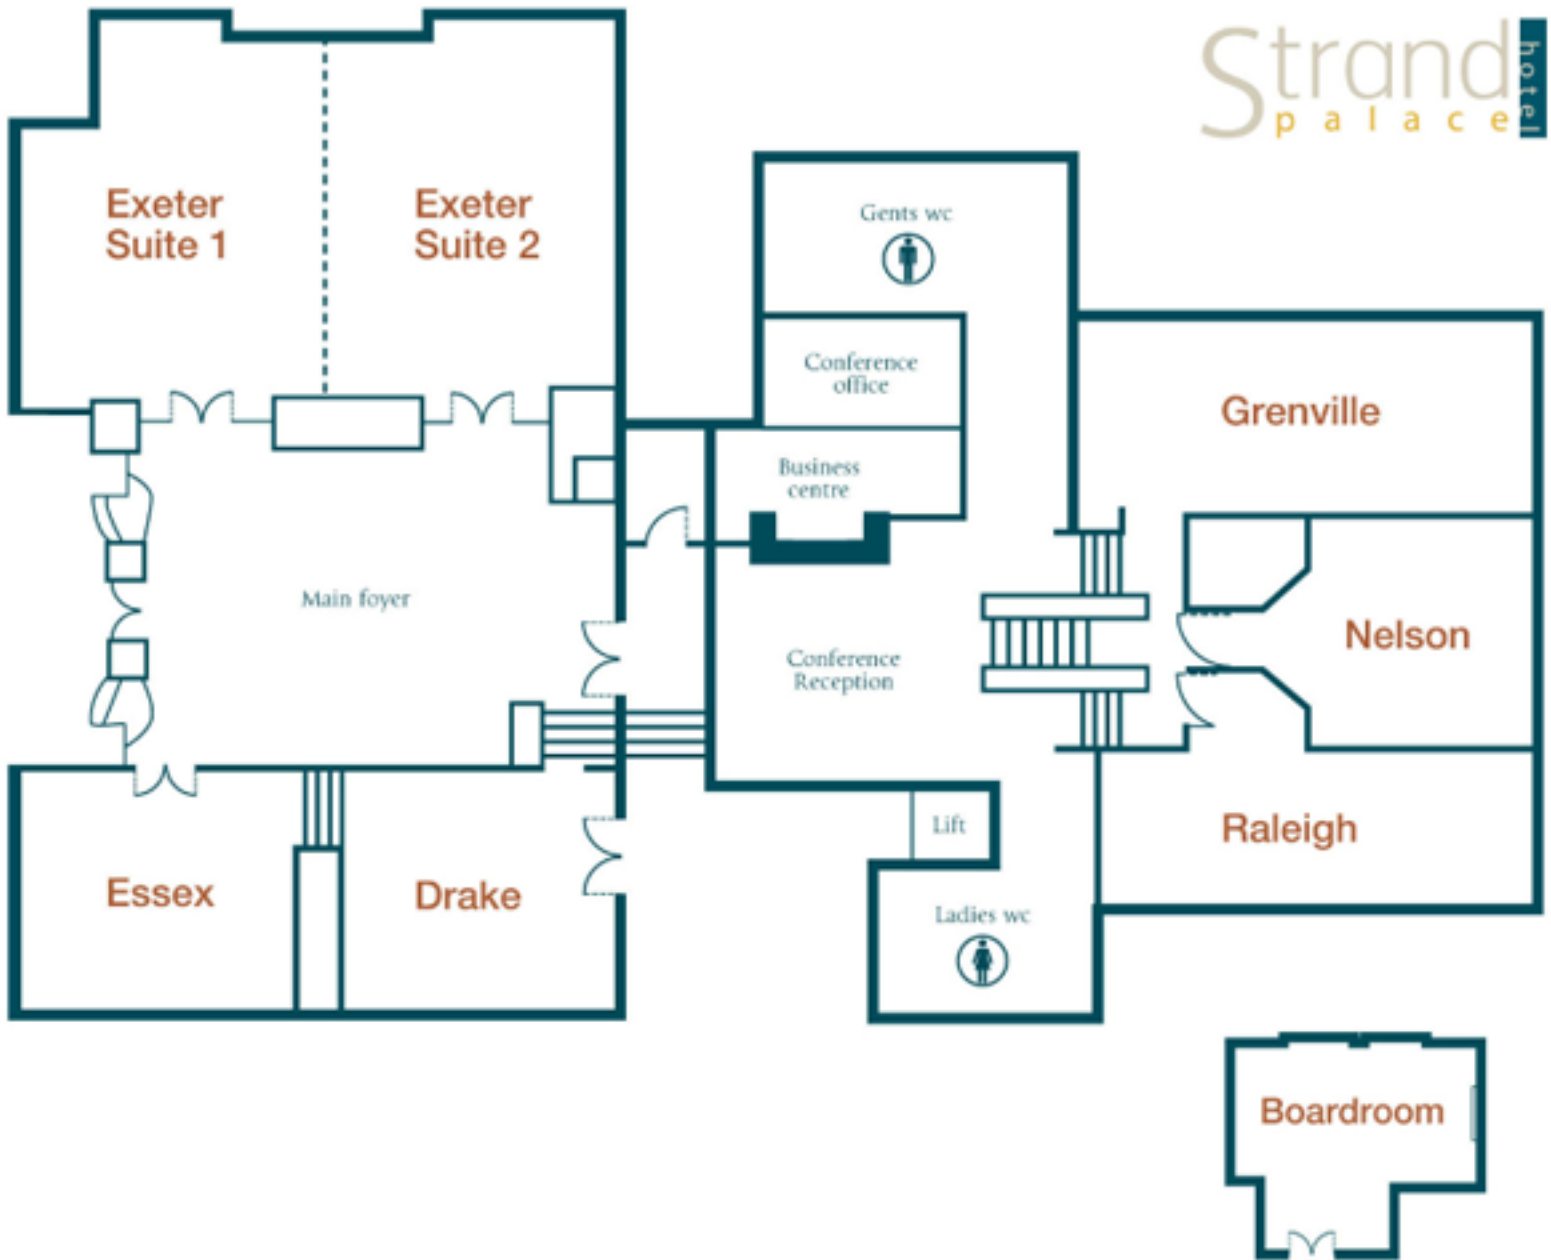 Strand
palace
hotel
Exeter
Suite 1
Exeter
Suite 2
Gents wc
Conference
office
Grenville
Business
centre
Main foyer
Nelson
Conference
Reception
Lift
Raleigh
Essex
Drake
Ladies wc
Boardroom